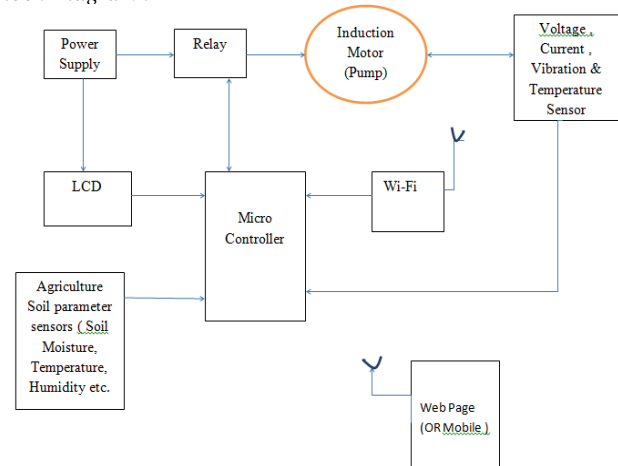 Power
Supply
Relay
Induction
Motor
(Pump)
Voltage ,
Current ,
Vibration &
Temperature
Sensor
LCD
Micro
Controller
Wi-Fi
Agriculture
Soil parameter
sensors ( Soil
Moisture,
Temperature,
Humidity etc.
Web Page
(OR Mobile )